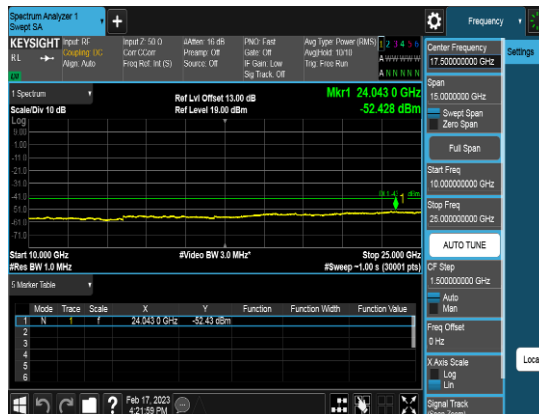 Spectrum Analyzer 1
Swept SA
Frequency
KEYSIGHT
Input: RF
Coupling: DC
Align: Auto
Input Z: 50 Ω
Corr CCorr
Freq Ref: Int (S)
#Atten: 16 dB
Preamp: Off
Source: Off
PNO: Fast
Gate: Off
IF Gain: Low
Sig Track: Off
Avg Type: Power (RMS)
Avg|Hold: 10/10
Trig: Free Run
1 2 3 4 5 6
A W W W W W
A N N N N N
RL
LW
Center Frequency
17.500000000 GHz
Settings
Span
15.0000000 GHz
Swept Span
Zero Span
Full Span
Start Freq
10.000000000 GHz
Stop Freq
25.000000000 GHz
AUTO TUNE
CF Step
1.500000000 GHz
Auto
Man
Freq Offset
0 Hz
X Axis Scale
Log
Lin
Signal Track
Loca
1 Spectrum
Scale/Div 10 dB
Ref Lvl Offset 13.00 dB
Ref Level 19.00 dBm
Mkr1 24.043 0 GHz
-52.428 dBm
Log
9.00
1.00
-11.0
-21.0
-31.0
-41.0
-51.0
-61.0
-71.0
1
Start 10.000 GHz
#Res BW 1.0 MHz
#Video BW 3.0 MHz*
Stop 25.000 GHz
#Sweep ~1.00 s (30001 pts)
5 Marker Table
Mode Trace Scale X Y Function Function Width Function Value
1 N 1 f 24.043 0 GHz -52.43 dBm
2
3
4
5
6
Feb 17, 2023
4:21:59 PM